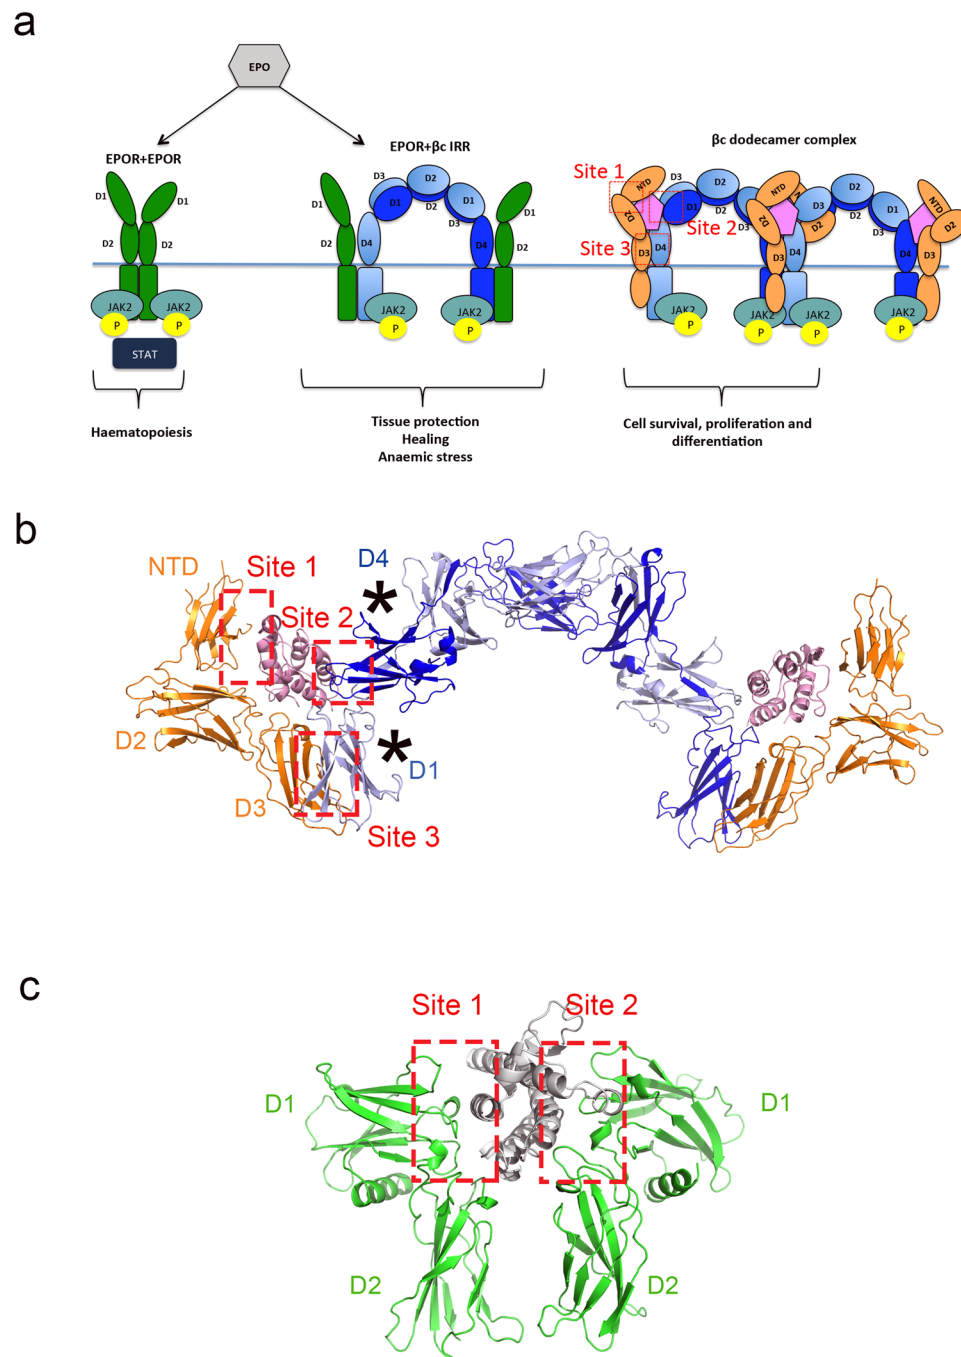 a
EPO
EPOR+EPOR
D1
D1
D2
D2
JAK2
JAK2
P
P
STAT
Haematopoiesis
EPOR+βc IRR
D3
D2
D1
D1
D2
D1
D3
D1
D2
D4
D4
D2
JAK2
JAK2
P
P
Tissue protection
Healing
Anaemic stress
βc dodecamer complex
Site 1
NTD
D3
D2
D1
D2
D2
Site 2
Site 3
D3
D4
D3
NTD
N
D2
D2
D3
D4
D3
D2
D2
D1
D3
NTD
D2
D4
D3
JAK2
JAK2
JAK2
JAK2
P
P
P
P
Cell survival, proliferation and
differentiation
b
NTD
Site 1
D4
*
Site 2
D2
*
D1
D3
Site 3
c
Site 1
Site 2
D1
D1
D2
D2